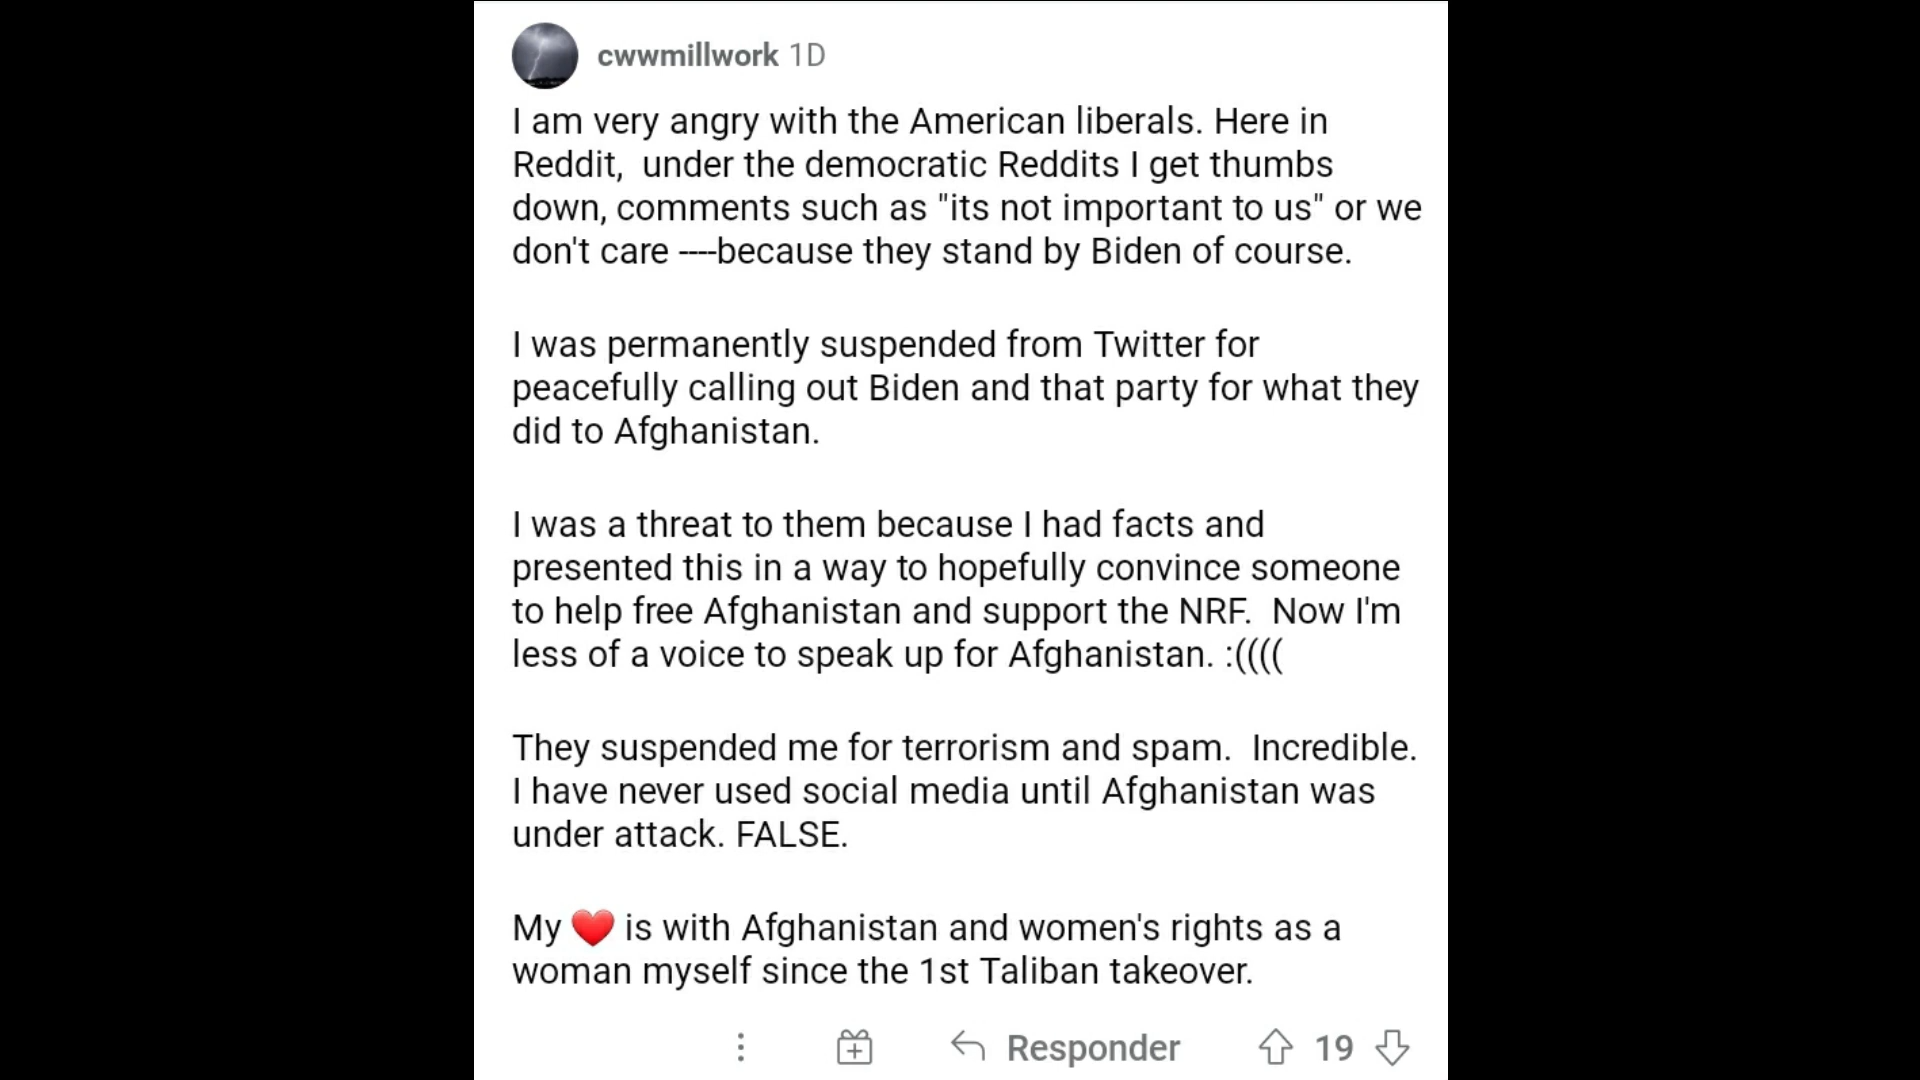 cwwmillwork 1D
I am very angry with the American liberals. Here in
Reddit,  under the democratic Reddits I get thumbs
down, comments such as "its not important to us" or we
don't care ----because they stand by Biden of course.
I was permanently suspended from Twitter for
peacefully calling out Biden and that party for what they
did to Afghanistan.
I was a threat to them because I had facts and
presented this in a way to hopefully convince someone
to help free Afghanistan and support the NRF.  Now I'm
less of a voice to speak up for Afghanistan. :((((
They suspended me for terrorism and spam.  Incredible.
I have never used social media until Afghanistan was
under attack. FALSE.
My ❤️ is with Afghanistan and women's rights as a
woman myself since the 1st Taliban takeover.
Responder 19